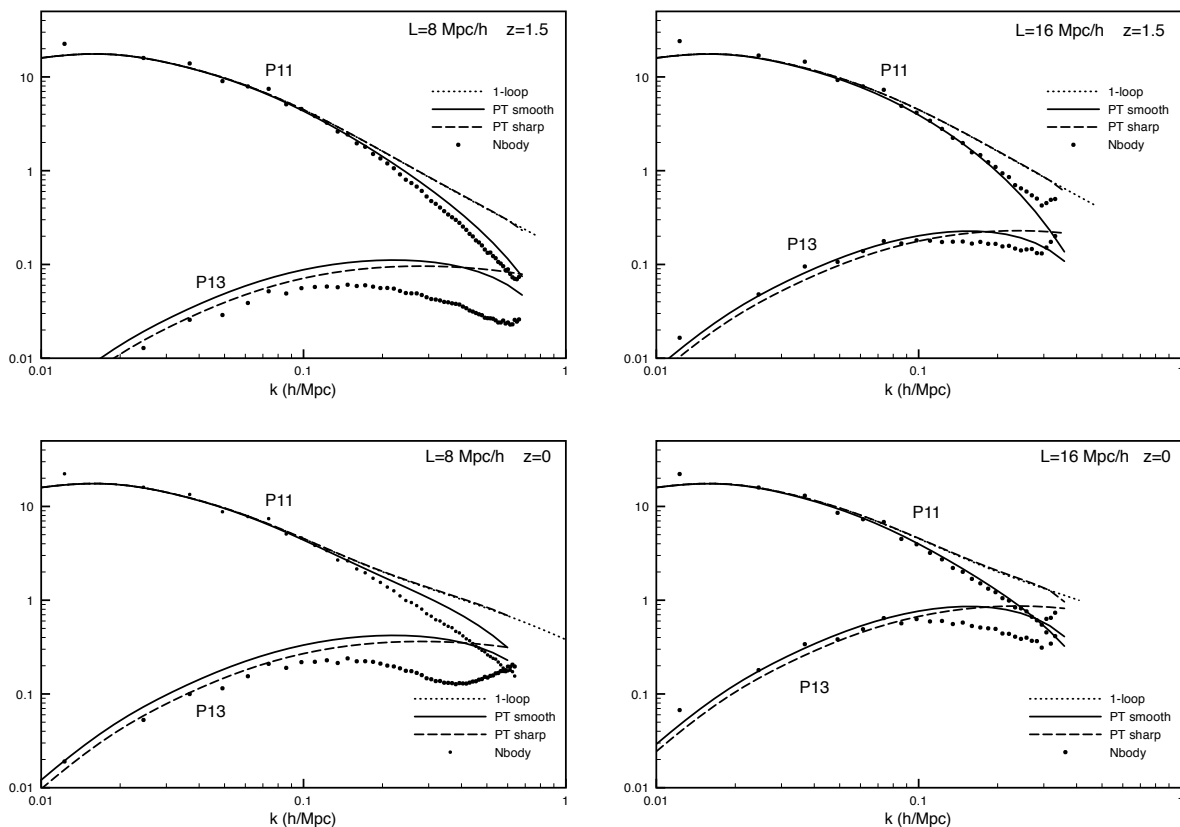 L=8 Mpc/h z=1.5
10
P11
1-loop
PT smooth
PT sharp
Nbody
1
0.1
P13
0.01
0.01
0.1
1
k (h/Mpc)
L=16 Mpc/h z=1.5
10
P11
1-loop
PT smooth
PT sharp
Nbody
1
0.1
P13
0.01
0.01
0.1
1
k (h/Mpc)
L=8 Mpc/h z=0
10
P11
1
0.1
P13
1-loop
PT smooth
PT sharp
Nbody
0.01
0.01
0.1
1
k (h/Mpc)
L=16 Mpc/h z=0
10
P11
1
0.1
P13
1-loop
PT smooth
PT sharp
Nbody
0.01
0.01
0.1
1
k (h/Mpc)